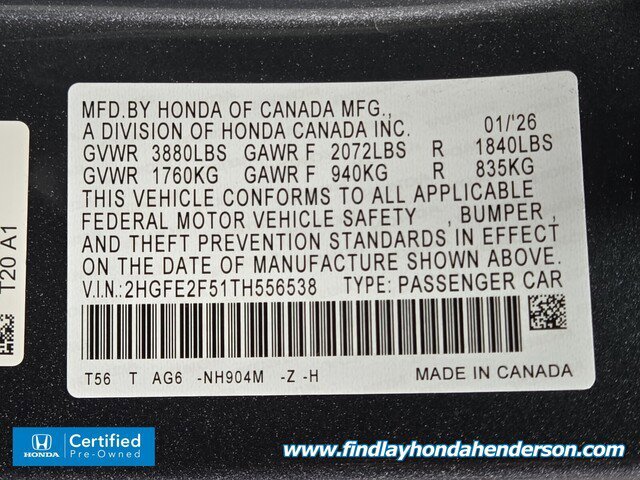 MFD.BY HONDA OF CANADA MFG.,
A DIVISION OF HONDA CANADA INC. 01/'26
GVWR 3880LBS GAWR F 2072LBS R 1840LBS
GVWR 1760KG GAWR F 940KG R 835KG
THIS VEHICLE CONFORMS TO ALL APPLICABLE
FEDERAL MOTOR VEHICLE SAFETY , BUMPER ,
AND THEFT PREVENTION STANDARDS IN EFFECT
ON THE DATE OF MANUFACTURE SHOWN ABOVE.
V.I.N.:2HGFE2F51TH556538 TYPE: PASSENGER CAR
T56 T AG6 -NH904M -Z -H MADE IN CANADA
T20 A1
HONDA
Certified
Pre-Owned
www.findlayhondahenderson.com